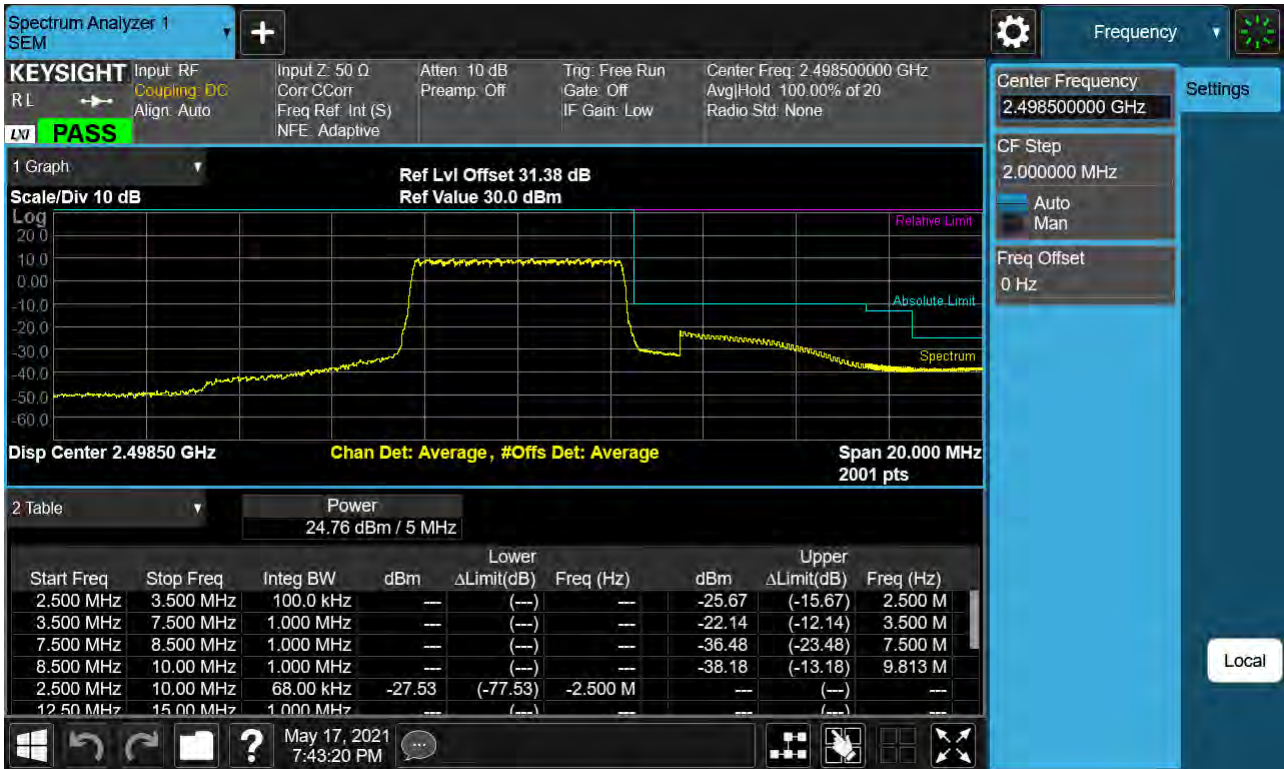 Spectrum Analyzer 1
SEM
Frequency
KEYSIGHT
R L
LXI PASS
Input: RF
Coupling: DC
Align: Auto
Input Z: 50 Ω
Corr CCorr
Freq Ref: Int (S)
NFE: Adaptive
Atten: 10 dB
Preamp: Off
Trig: Free Run
Gate: Off
IF Gain: Low
Center Freq: 2.498500000 GHz
Avg|Hold: 100.00% of 20
Radio Std: None
Center Frequency
2.498500000 GHz
Settings
CF Step
2.000000 MHz
Auto
Man
Freq Offset
0 Hz
Local
1 Graph
Scale/Div 10 dB
Ref Lvl Offset 31.38 dB
Ref Value 30.0 dBm
Log
20.0
10.0
0.00
-10.0
-20.0
-30.0
-40.0
-50.0
-60.0
Relative Limit
Absolute Limit
Spectrum
Disp Center 2.49850 GHz
Chan Det: Average, #Offs Det: Average
Span 20.000 MHz
2001 pts
2 Table
Power
24.76 dBm / 5 MHz
Lower Upper
Start Freq Stop Freq Integ BW dBm ΔLimit(dB) Freq (Hz) dBm ΔLimit(dB) Freq (Hz)
2.500 MHz 3.500 MHz 100.0 kHz --- (---) --- -25.67 (-15.67) 2.500 M
3.500 MHz 7.500 MHz 1.000 MHz --- (---) --- -22.14 (-12.14) 3.500 M
7.500 MHz 8.500 MHz 1.000 MHz --- (---) --- -36.48 (-23.48) 7.500 M
8.500 MHz 10.00 MHz 1.000 MHz --- (---) --- -38.18 (-13.18) 9.813 M
2.500 MHz 10.00 MHz 68.00 kHz -27.53 (-77.53) -2.500 M --- (---) ---
12.50 MHz 15.00 MHz 1.000 MHz --- (---) --- --- (---) ---
May 17, 2021
7:43:20 PM